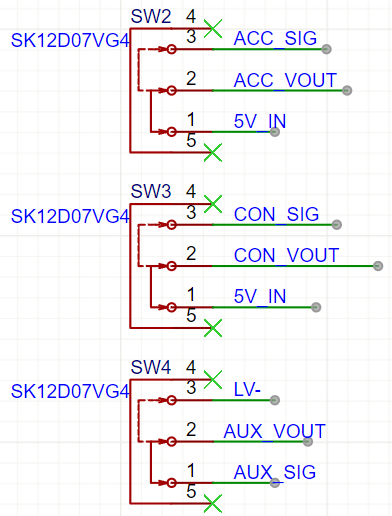 SW2 4
SK12D07VG4 3 ACC_SIG
2 ACC_VOUT
1 5V_IN
5
SW3 4
SK12D07VG4 3 CON_SIG
2 CON_VOUT
1 5V_IN
5
SW4 4
SK12D07VG4 3 LV-
2 AUX_VOUT
1 AUX_SIG
5